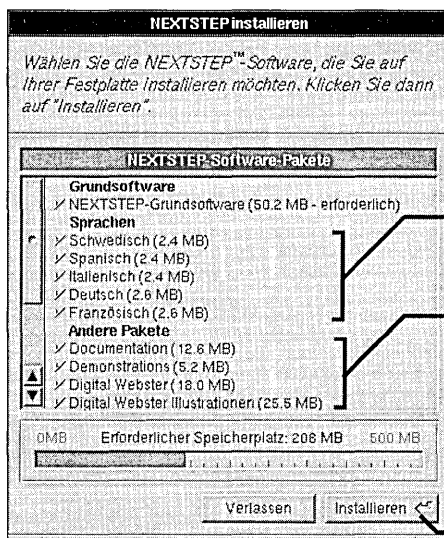 NEXTSTEP installieren
Wählen Sie die NEXTSTEP™-Software, die Sie auf
Ihrer Festplatte installieren möchten. Klicken Sie dann
auf "Installieren".
NEXTSTEP-Software-Pakete
Grundsoftware
NEXTSTEP-Grundsoftware (50.2 MB - erforderlich)
Sprachen
Schwedisch (2.4 MB)
Spanisch (2.4 MB)
Italienisch (2.4 MB)
Deutsch (2.6 MB)
Französisch (2.6 MB)
Andere Pakete
Documentation (12.6 MB)
Demonstrations (5.2 MB)
Digital Webster (18.0 MB)
Digital Webster Illustrationen (25.5 MB)
0MB Erforderlicher Speicherplatz: 206 MB 500 MB
Verlassen Installieren